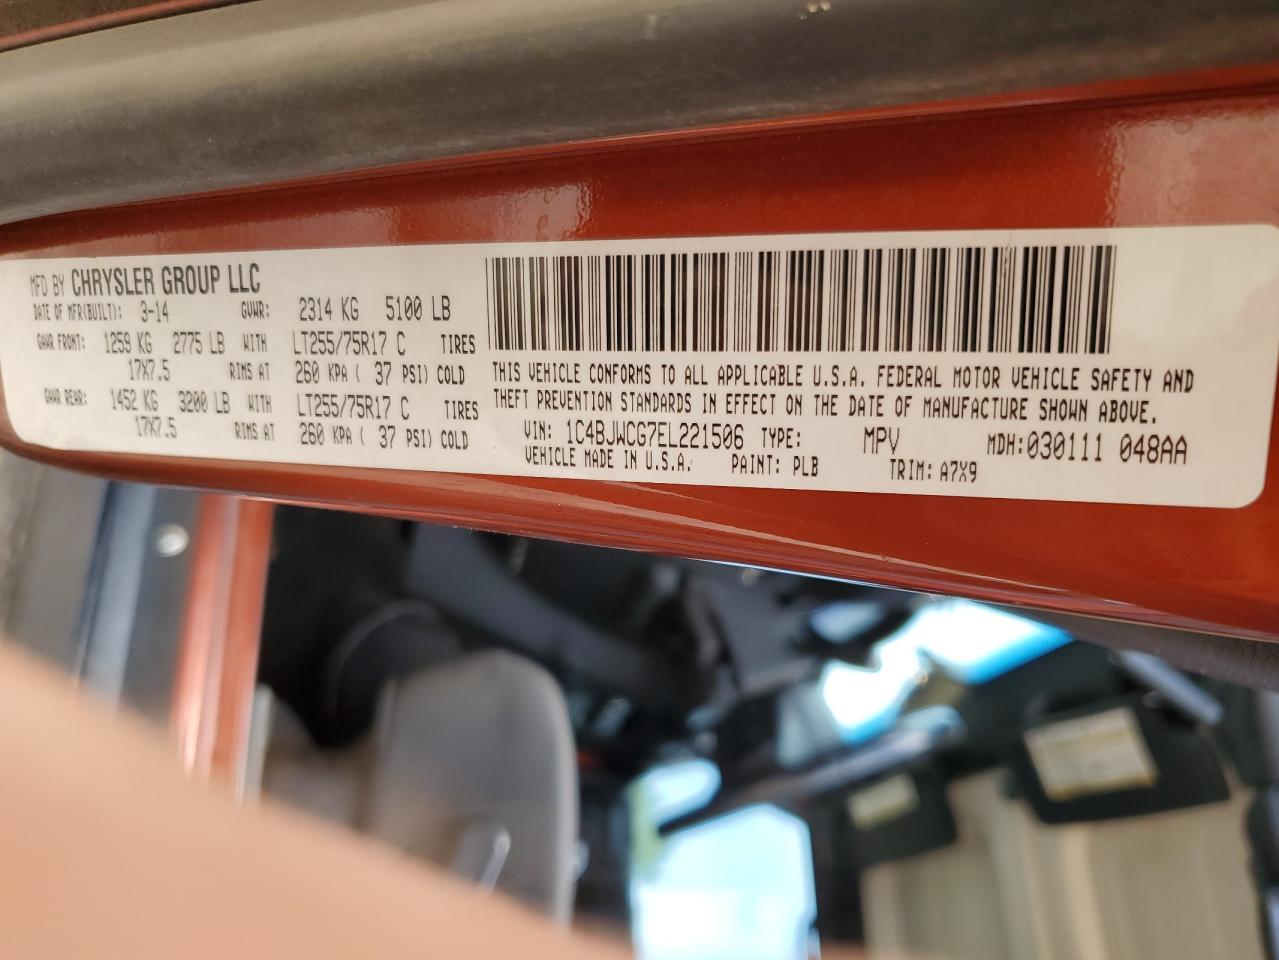 MFD BY CHRYSLER GROUP LLC
DATE OF MFR(BUILT): 3-14 GVWR: 2314 KG 5100 LB
GAWR FRONT: 1259 KG 2775 LB WITH LT255/75R17 C TIRES
17X7.5 RIMS AT 260 KPA ( 37 PSI) COLD
GAWR REAR: 1452 KG 3200 LB WITH LT255/75R17 C TIRES
17X7.5 RIMS AT 260 KPA ( 37 PSI) COLD
THIS VEHICLE CONFORMS TO ALL APPLICABLE U.S.A. FEDERAL MOTOR VEHICLE SAFETY AND
THEFT PREVENTION STANDARDS IN EFFECT ON THE DATE OF MANUFACTURE SHOWN ABOVE.
VIN: 1C4BJWCG7EL221506 TYPE: MPV MDH:030111 048AA
VEHICLE MADE IN U.S.A. PAINT: PLB TRIM: A7X9